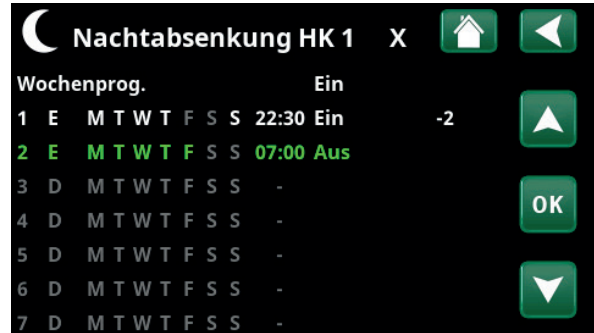 Nachtabsenkung HK 1 X
Wochenprog. Ein
1 E M T W T F S S 22:30 Ein -2
2 E M T W T F S S 07:00 Aus
3 D M T W T F S S -
4 D M T W T F S S -
OK
5 D M T W T F S S -
6 D M T W T F S S -
7 D M T W T F S S -